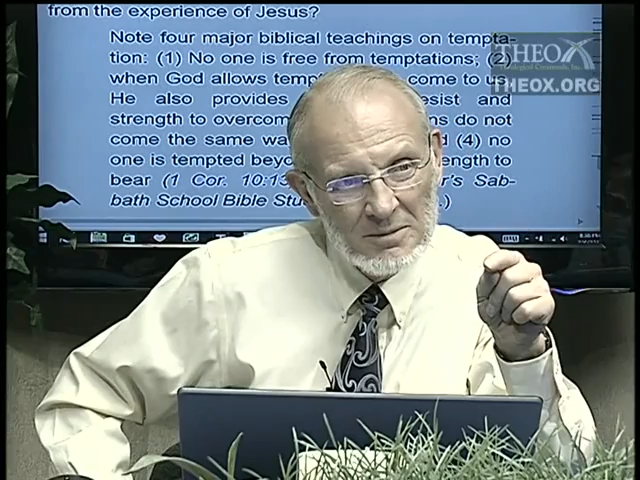 from the experience of Jesus?
Note four major biblical teachings on tempta-
tion: (1) No one is free from temptations; (2)
when God allows come to us,
He also provides and
strength to overcom ns do not
come the same wa (4) no
one is tempted beyo ength to
bear (1 Cor. 10:13 r's Sab-
bath School Bible Stu .)
THEOX
THEOX.ORG